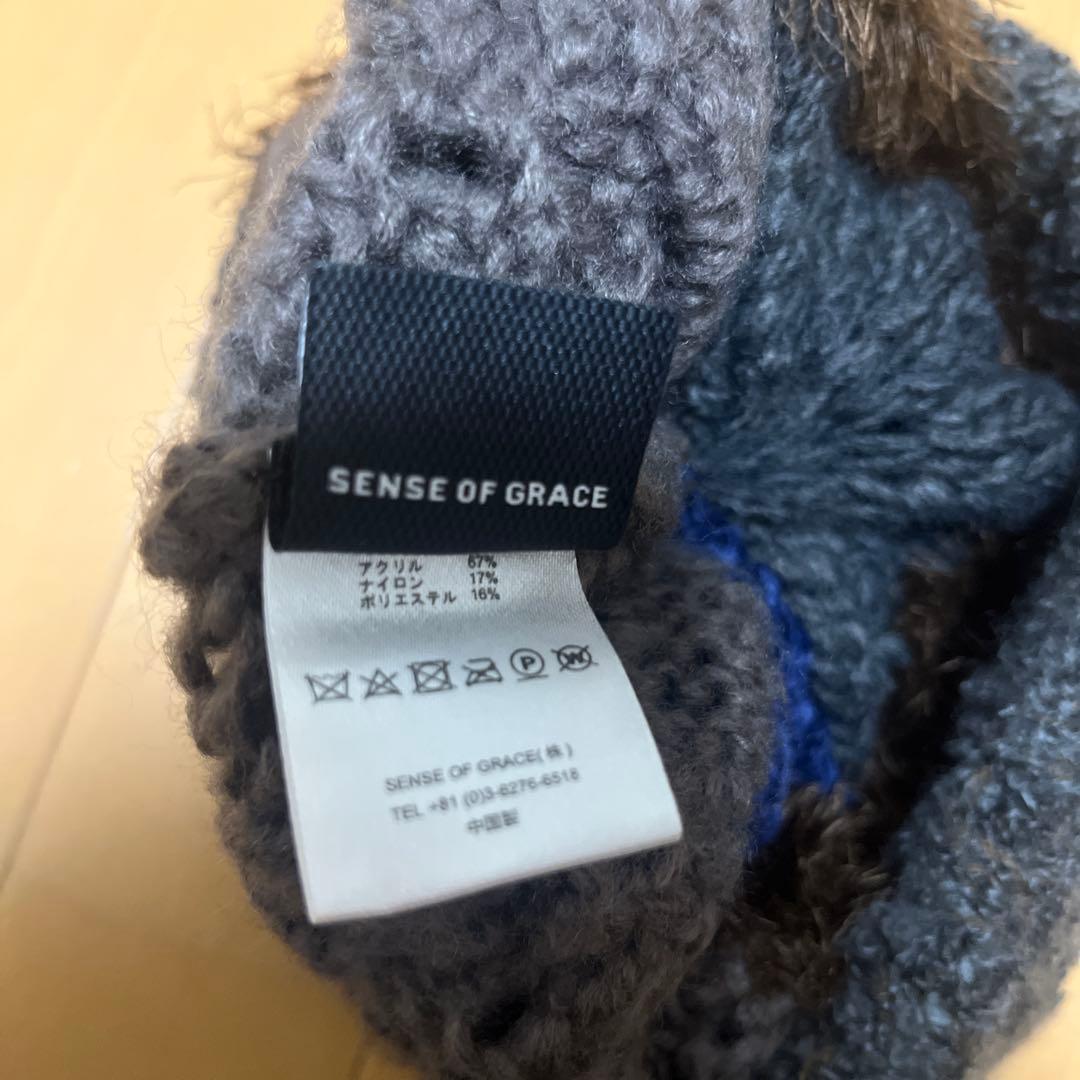 SENSE OF GRACE
アクリル 67%
ナイロン 17%
ポリエステル 16%
P W
SENSE OF GRACE(株)
TEL +81 (0)3-6276-6518
中国製